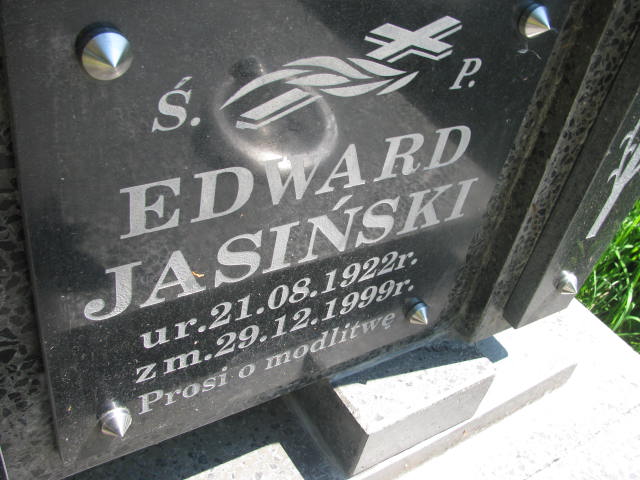 Ś. P.
EDWARD
JASIŃSKI
ur.21.08.1922r.
zm.29.12.1999r.
Prosi o modlitwę